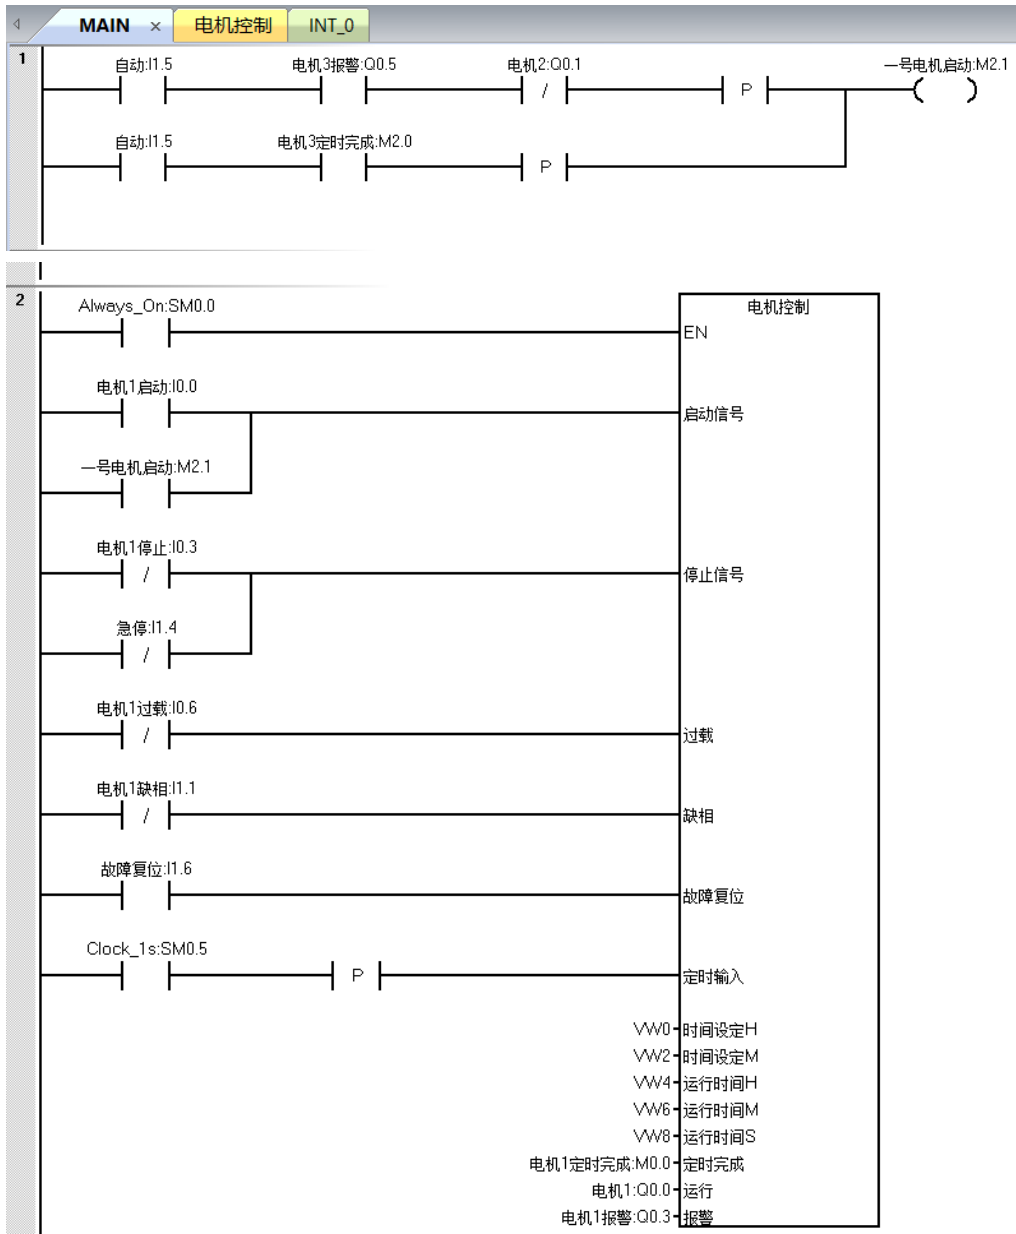 MAIN × 电机控制 INT_0
1
自动:I1.5 电机3报警:Q0.5 电机2:Q0.1 一号电机启动:M2.1
/ P
自动:I1.5 电机3定时完成:M2.0
P
2
Always_On:SM0.0 电机控制
EN
电机1启动:I0.0
启动信号
一号电机启动:M2.1
电机1停止:I0.3
/ 停止信号
急停:I1.4
/
电机1过载:I0.6
/ 过载
电机1缺相:I1.1
/ 缺相
故障复位:I1.6
故障复位
Clock_1s:SM0.5
P 定时输入
VW0 时间设定H
VW2 时间设定M
VW4 运行时间H
VW6 运行时间M
VW8 运行时间S
电机1定时完成:M0.0 定时完成
电机1:Q0.0 运行
电机1报警:Q0.3 报警